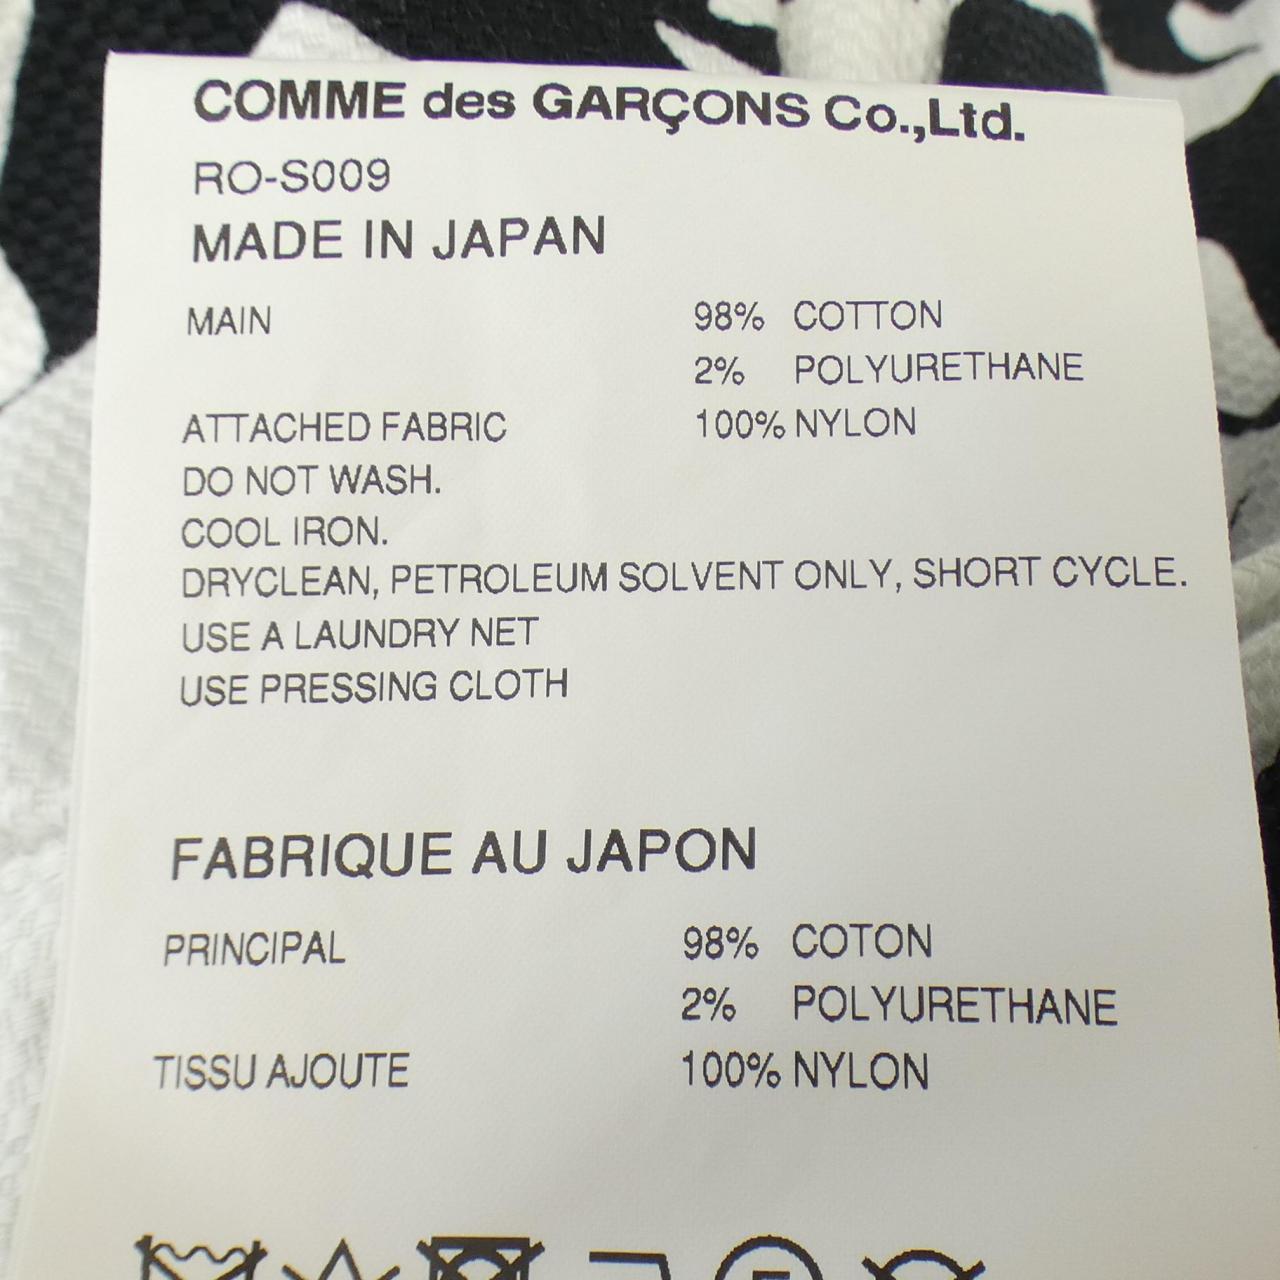 COMME des GARÇONS Co.,Ltd.
RO-S009
MADE IN JAPAN
MAIN 98% COTTON
2% POLYURETHANE
ATTACHED FABRIC 100% NYLON
DO NOT WASH.
COOL IRON.
DRYCLEAN, PETROLEUM SOLVENT ONLY, SHORT CYCLE.
USE A LAUNDRY NET
USE PRESSING CLOTH
FABRIQUE AU JAPON
PRINCIPAL 98% COTON
2% POLYURETHANE
TISSU AJOUTE 100% NYLON